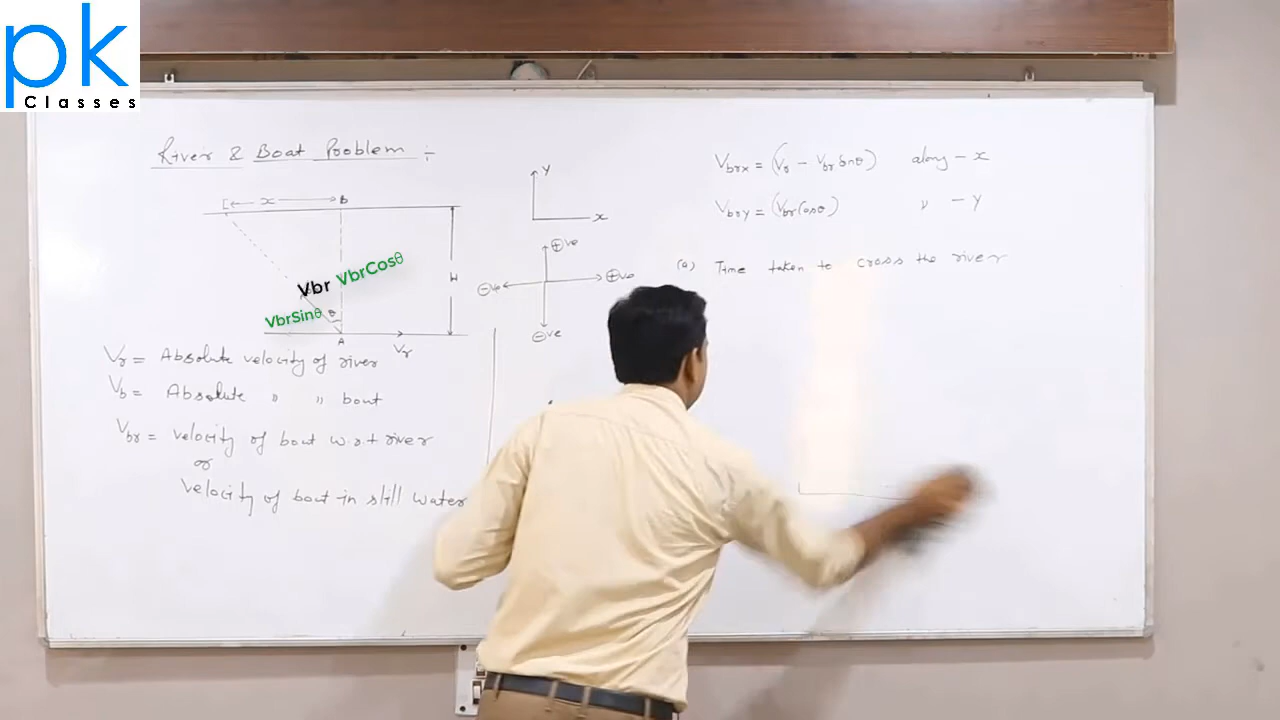 pk
Classes
River & Boat Problem :-
C x B
y
x
H
Vbr VbrCosθ
VbrSinθ θ
A
Vr
⊕ve
⊖ve ⊕ve
⊖ve
Vr = Absolute velocity of river
Vb = Absolute " " boat
Vbr = velocity of boat w.r.t river
or
velocity of boat in still water
Vbrx = (Vr - Vbr Sinθ) along - x
Vbry = (Vbr Cosθ) " - y
(a) Time taken to cross the river